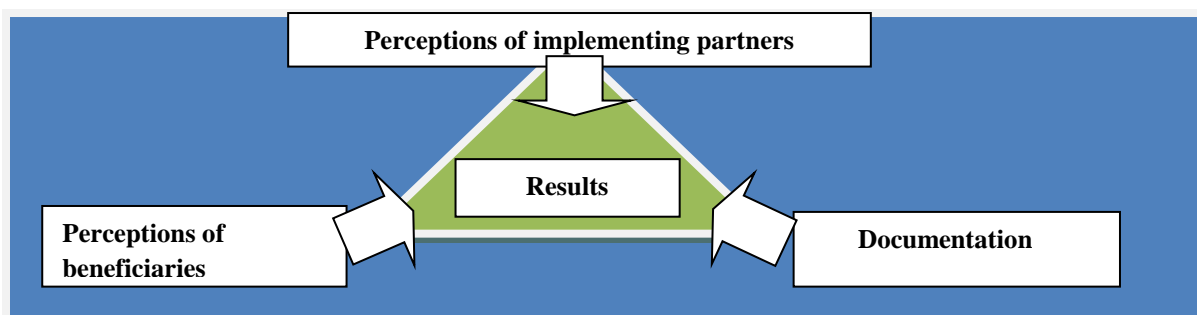 Perceptions of implementing partners
Results
Perceptions of
beneficiaries
Documentation